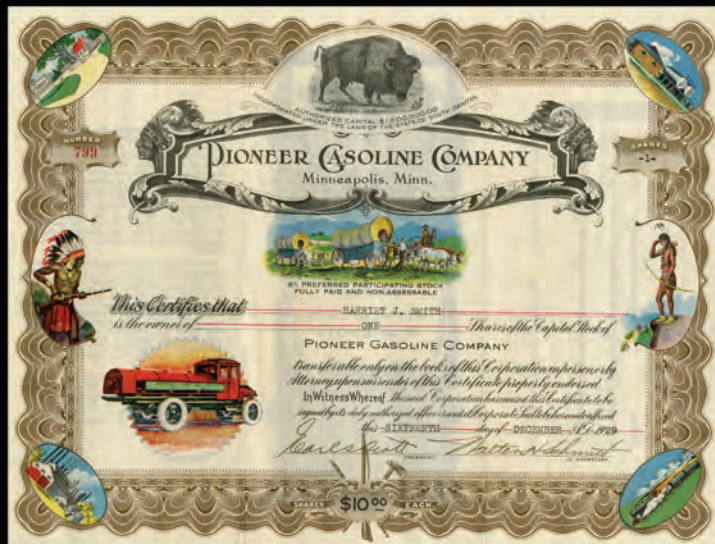 AUTHORIZED CAPITAL $1,500,000.00
INCORPORATED UNDER THE LAWS OF THE STATE OF SOUTH DAKOTA
NUMBER
799
SHARES
-1-
PIONEER GASOLINE COMPANY
Minneapolis, Minn.
8% PREFERRED PARTICIPATING STOCK
FULLY PAID AND NON-ASSESSABLE
This Certifies that HARRIET J. SMITH
is the owner of ONE Shares of the Capital Stock of
PIONEER GASOLINE COMPANY
transferable only on the books of this Corporation in person or by
Attorney upon surrender of this Certificate properly endorsed
In Witness Whereof the said Corporation has caused this Certificate to be
signed by its duly authorized officers and its Corporate Seal to be hereunto affixed
this SIXTEENTH day of DECEMBER A.D. 1929
PRESIDENT
SECRETARY
SHARES $10.00 EACH